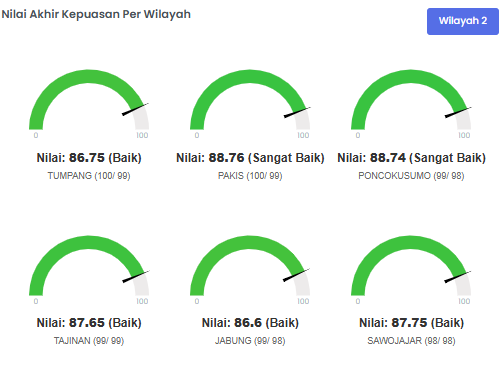 Nilai Akhir Kepuasan Per Wilayah
Wilayah 2
0 100
Nilai: 86.75 (Baik)
TUMPANG (100/ 99)
0 100
Nilai: 88.76 (Sangat Baik)
PAKIS (100/ 99)
0 100
Nilai: 88.74 (Sangat Baik)
PONCOKUSUMO (99/ 98)
0 100
Nilai: 87.65 (Baik)
TAJINAN (99/ 99)
0 100
Nilai: 86.6 (Baik)
JABUNG (99/ 98)
0 100
Nilai: 87.75 (Baik)
SAWOJAJAR (98/ 98)